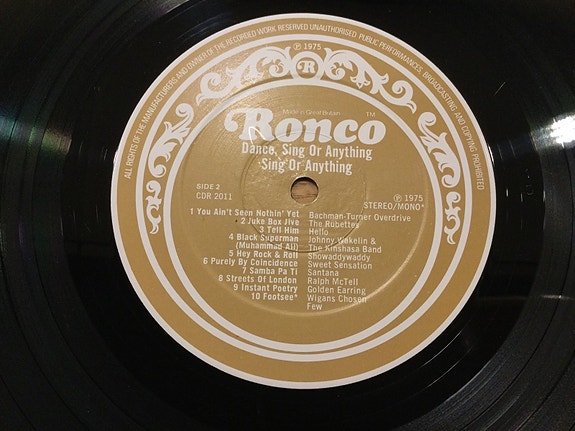 ALL RIGHTS OF THE MANUFACTURERS AND OWNER OF THE RECORDED WORK RESERVED UNAUTHORISED PUBLIC PERFORMANCES, BROADCASTING AND COPYING PROHIBITED
℗ 1975
R
Made in Great Britain
Ronco TM
Dance, Sing Or Anything
Sing Or Anything
SIDE 2
CDR 2011
℗ 1975
STEREO/MONO*
1 You Ain't Seen Nothin' Yet Bachman-Turner Overdrive
2 Juke Box Jive The Rubettes
3 Tell Him Hello
4 Black Superman Johnny Wakelin &
(Muhammad Ali) The Kinshasa Band
5 Hey Rock & Roll Showaddywaddy
6 Purely By Coincidence Sweet Sensation
7 Samba Pa Ti Santana
8 Streets Of London Ralph McTell
9 Instant Poetry Golden Earring
10 Footsee* Wigans Chosen
Few